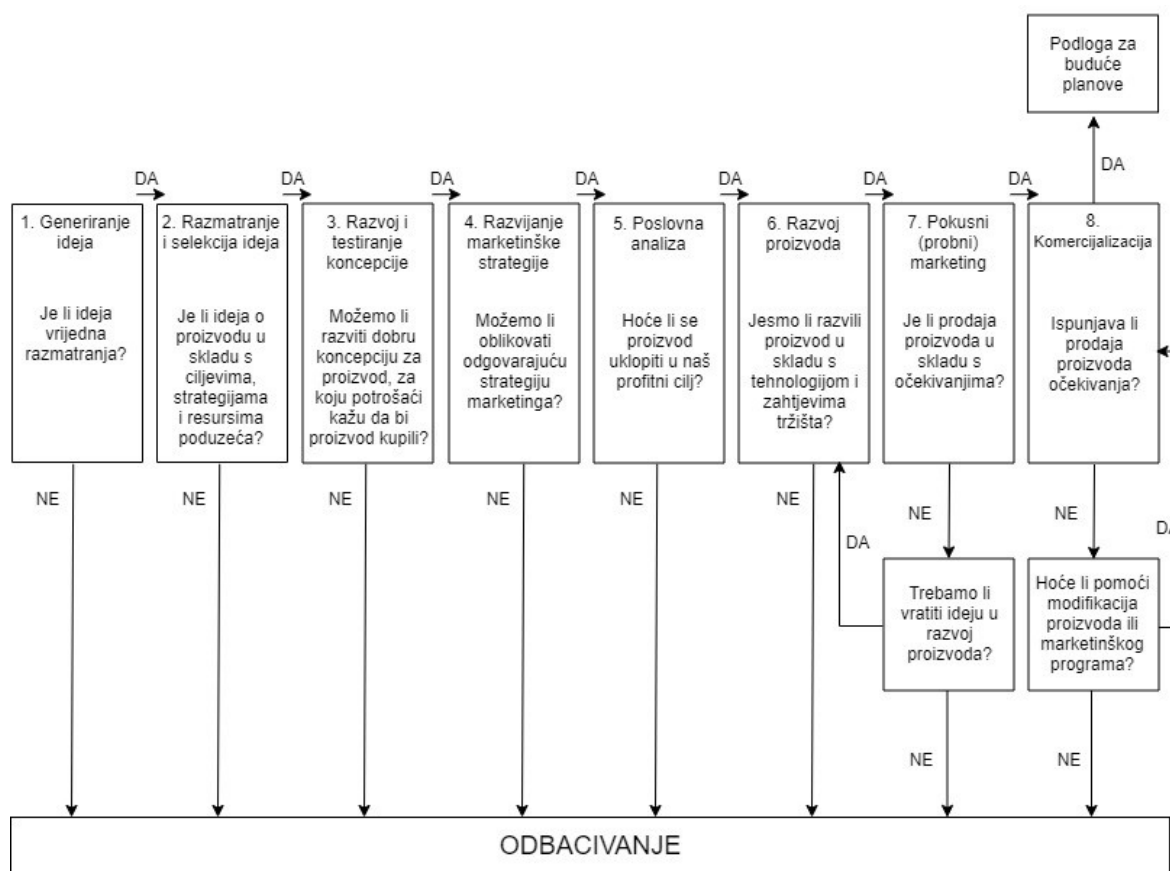 Podloga za
buduće
planove
DA
DA
DA
DA
DA
DA
DA
DA
1. Generiranje
ideja
Je li ideja
vrijedna
razmatranja?
2. Razmatranje
i selekcija ideja
Je li ideja o
proizvodu u
skladu s
ciljevima,
strategijama
i resursima
poduzeća?
3. Razvoj i
testiranje
koncepcije
Možemo li
razviti dobru
koncepciju za
proizvod, za
koju potrošaći
kažu da bi
proizvod kupili?
4. Razvijanje
marketinške
strategije
Možemo li
oblikovati
odgovarajuću
strategiju
marketinga?
5. Poslovna
analiza
Hoće li se
proizvod
uklopiti u naš
profitni cilj?
6. Razvoj
proizvoda
Jesmo li razvili
proizvod u
skladu s
tehnologijom i
zahtjevima
tržišta?
7. Pokusni
(probni)
marketing
Je li prodaja
proizvoda u
skladu s
očekivanjima?
8.
Komercijalizacija
Ispunjava li
prodaja
proizvoda
očekivanja?
NE
NE
NE
NE
NE
NE
NE
NE
DA
DA
Trebamo li
vratiti ideju u
razvoj
proizvoda?
Hoće li pomoći
modifikacija
proizvoda ili
marketinškog
programa?
NE
NE
ODBACIVANJE